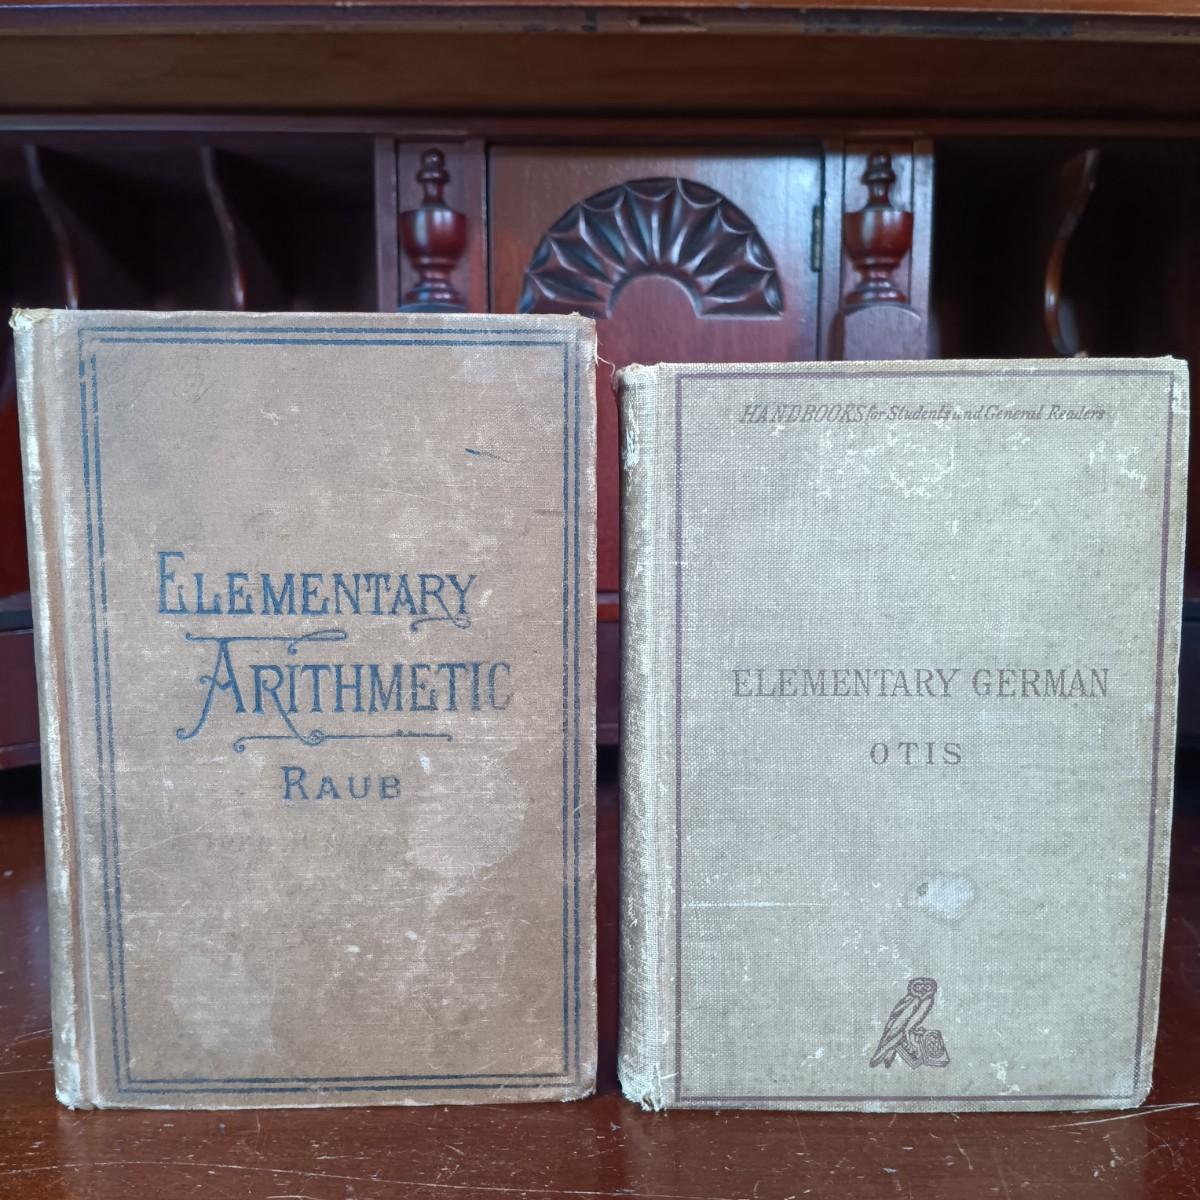 ELEMENTARY
ARITHMETIC
RAUB
HANDBOOKS for Students and General Readers
ELEMENTARY GERMAN
OTIS